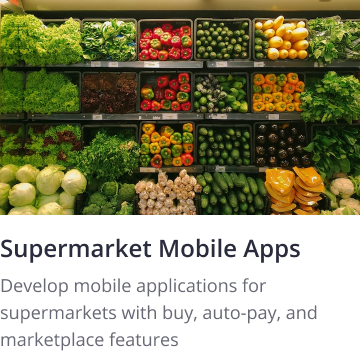 Supermarket Mobile Apps
Develop mobile applications for
supermarkets with buy, auto-pay, and
marketplace features